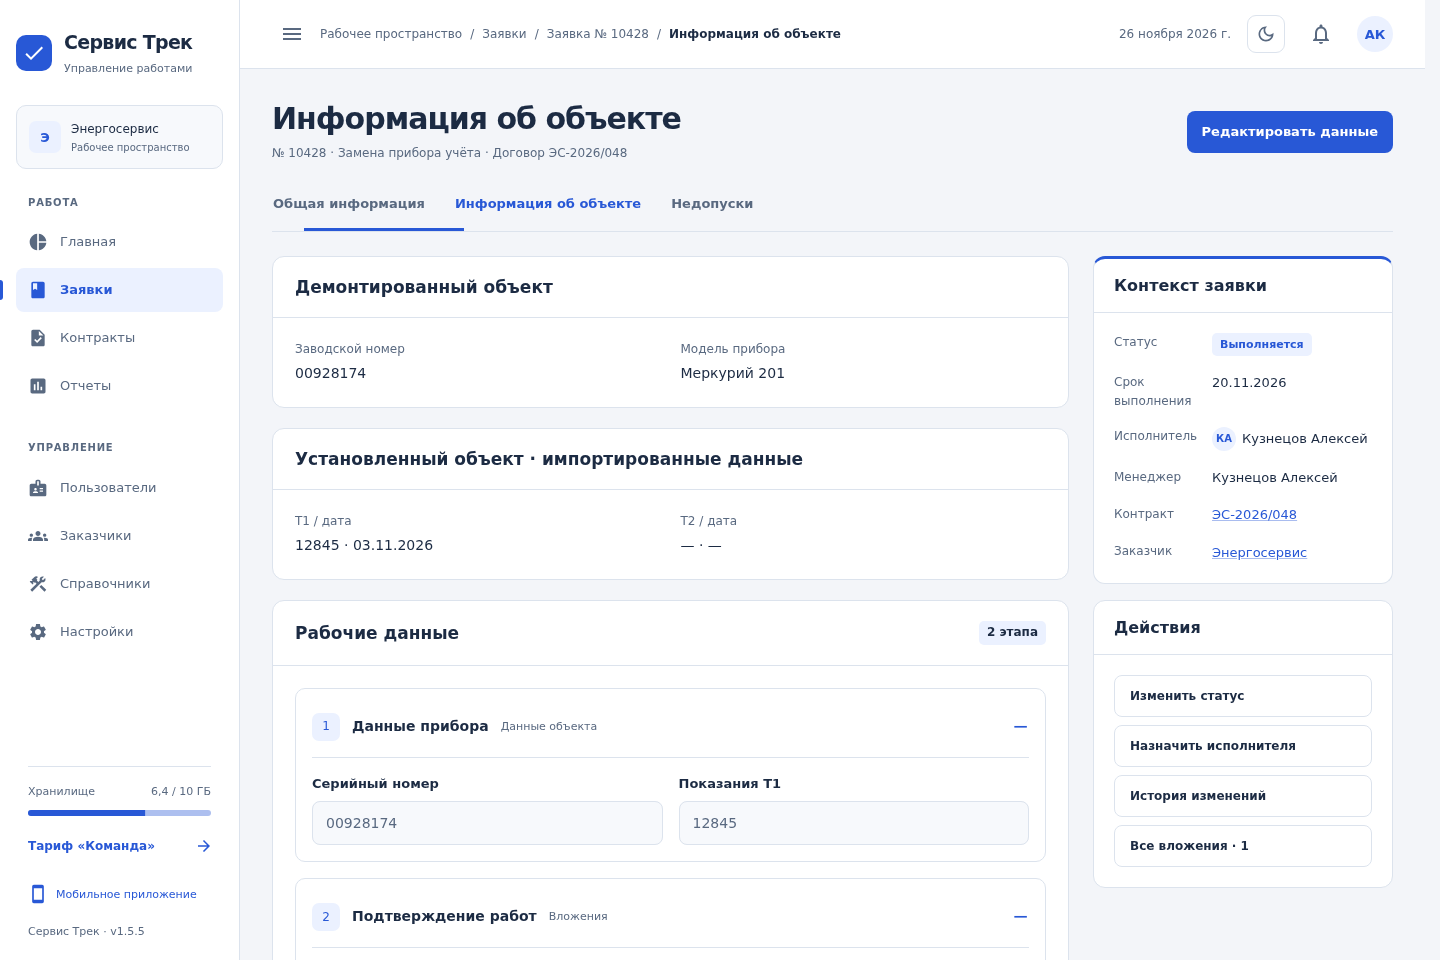 Сервис Трек
Управление работами
Э
Энергосервис
Рабочее пространство
РАБОТА
Главная
Заявки
Контракты
Отчеты
УПРАВЛЕНИЕ
Пользователи
Заказчики
Справочники
Настройки
Хранилище 6,4 / 10 ГБ
Тариф «Команда»
Мобильное приложение
Сервис Трек · v1.5.5
Рабочее пространство / Заявки / Заявка № 10428 / Информация об объекте
26 ноября 2026 г.
АК
Информация об объекте
№ 10428 · Замена прибора учёта · Договор ЭС-2026/048
Редактировать данные
Общая информация Информация об объекте Недопуски
Демонтированный объект
Заводской номер Модель прибора
00928174 Меркурий 201
Установленный объект · импортированные данные
Т1 / дата Т2 / дата
12845 · 03.11.2026 — · —
Рабочие данные 2 этапа
1 Данные прибора Данные объекта
Серийный номер Показания Т1
00928174 12845
2 Подтверждение работ Вложения
Контекст заявки
Статус Выполняется
Срок 20.11.2026
выполнения
Исполнитель КА Кузнецов Алексей
Менеджер Кузнецов Алексей
Контракт ЭС-2026/048
Заказчик Энергосервис
Действия
Изменить статус
Назначить исполнителя
История изменений
Все вложения · 1